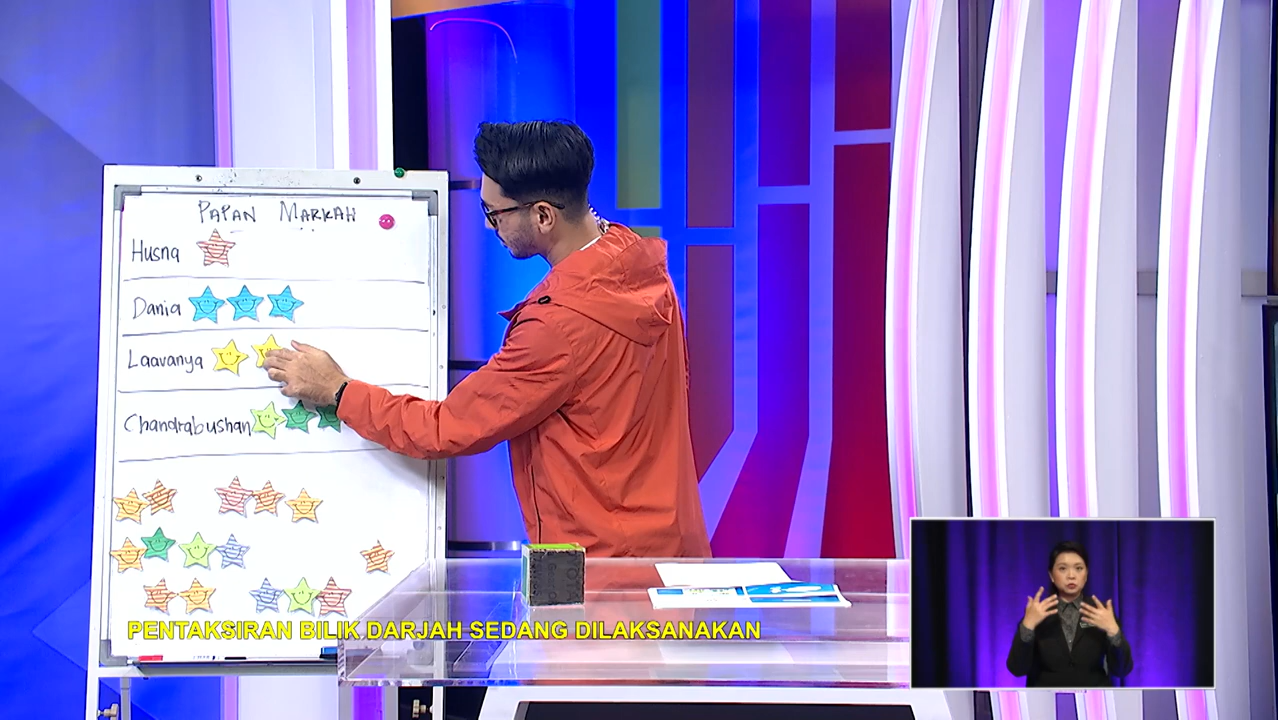 PAPAN MARKAH
Husna
Dania
Laavanya
Chandrabushan
PENTAKSIRAN BILIK DARJAH SEDANG DILAKSANAKAN